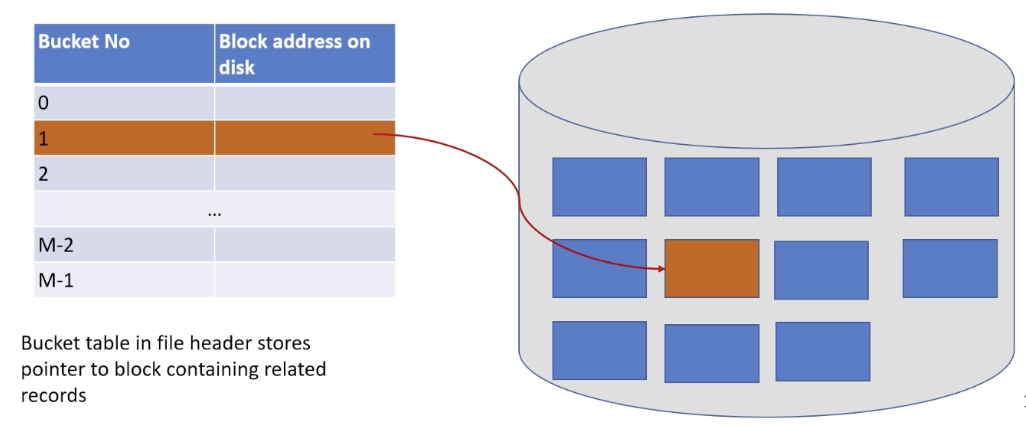 Bucket No
Block address on
disk
0
1
2
...
M-2
M-1
Bucket table in file header stores
pointer to block containing related
records